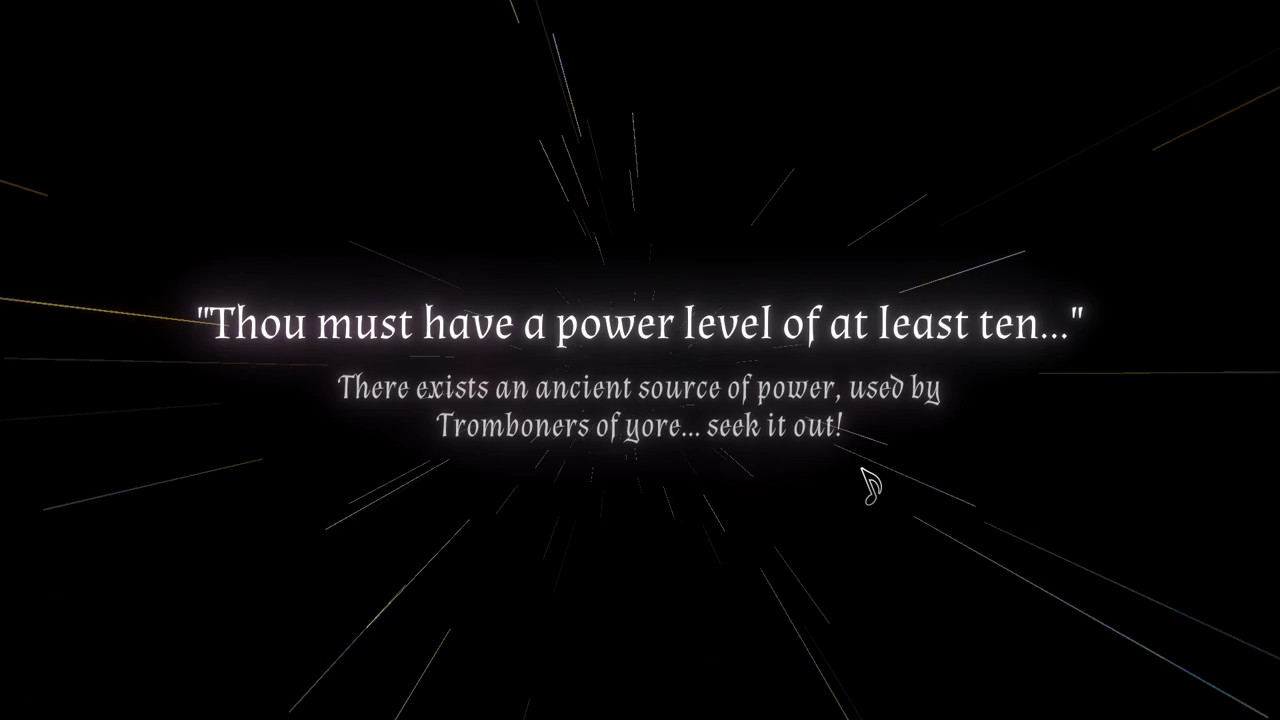 "Thou must have a power level of at least ten..."
There exists an ancient source of power, used by
Tromboners of yore... seek it out!